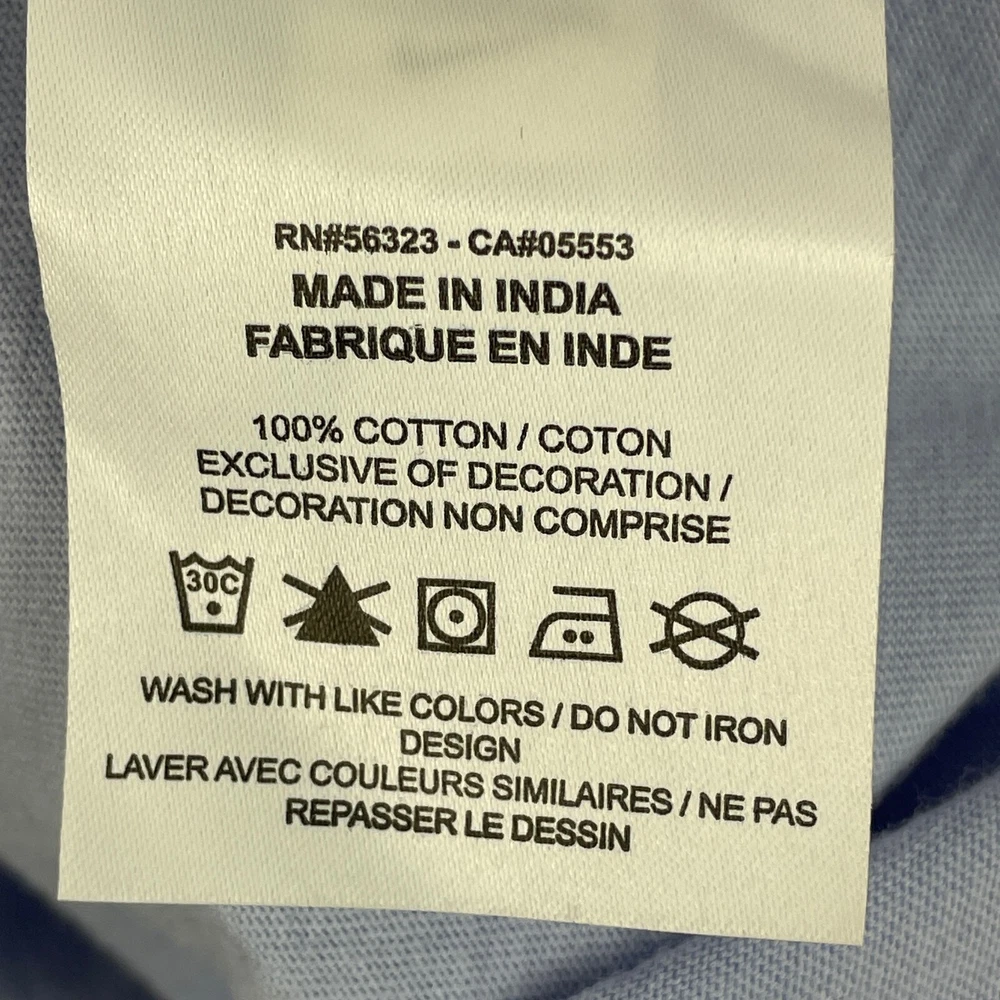 RN#56323 - CA#05553
MADE IN INDIA
FABRIQUE EN INDE
100% COTTON / COTON
EXCLUSIVE OF DECORATION /
DECORATION NON COMPRISE
30C
WASH WITH LIKE COLORS / DO NOT IRON
DESIGN
LAVER AVEC COULEURS SIMILAIRES / NE PAS
REPASSER LE DESSIN